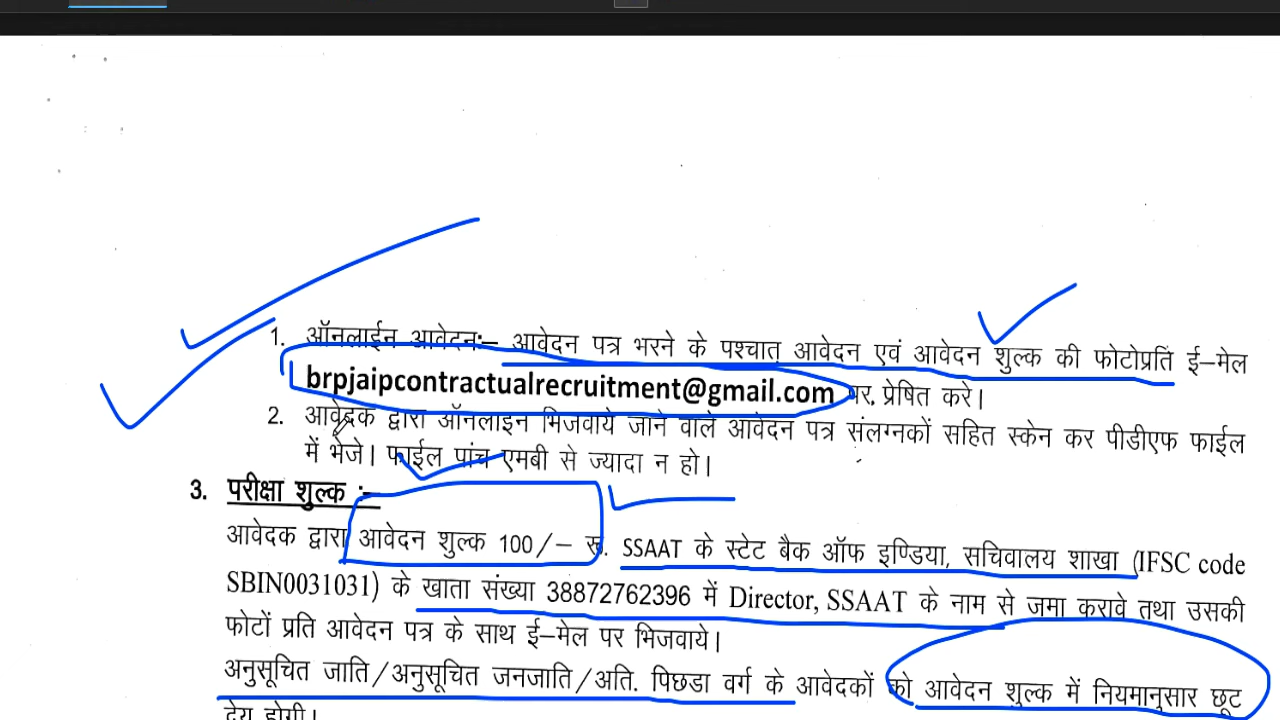 1. ऑनलाईन आवेदन:– आवेदन पत्र भरने के पश्चात् आवेदन एवं आवेदन शुल्क की फोटोप्रति ई–मेल
brpjaipcontractualrecruitment@gmail.com पर, प्रेषित करे।
2. आवेदक द्वारा ऑनलाइन भिजवाये जाने वाले आवेदन पत्र संलग्नकों सहित स्केन कर पीडीएफ फाईल
में भेजे। फाईल पांच एमबी से ज्यादा न हो।
3. परीक्षा शुल्क :–
आवेदक द्वारा आवेदन शुल्क 100/– रू. SSAAT के स्टेट बैक ऑफ इण्डिया, सचिवालय शाखा (IFSC code
SBIN0031031) के खाता संख्या 38872762396 में Director, SSAAT के नाम से जमा करावे तथा उसकी
फोटों प्रति आवेदन पत्र के साथ ई–मेल पर भिजवाये।
अनुसूचित जाति/अनुसूचित जनजाति/अति. पिछडा वर्ग के आवेदकों को आवेदन शुल्क में नियमानुसार छूट
देय होगी।